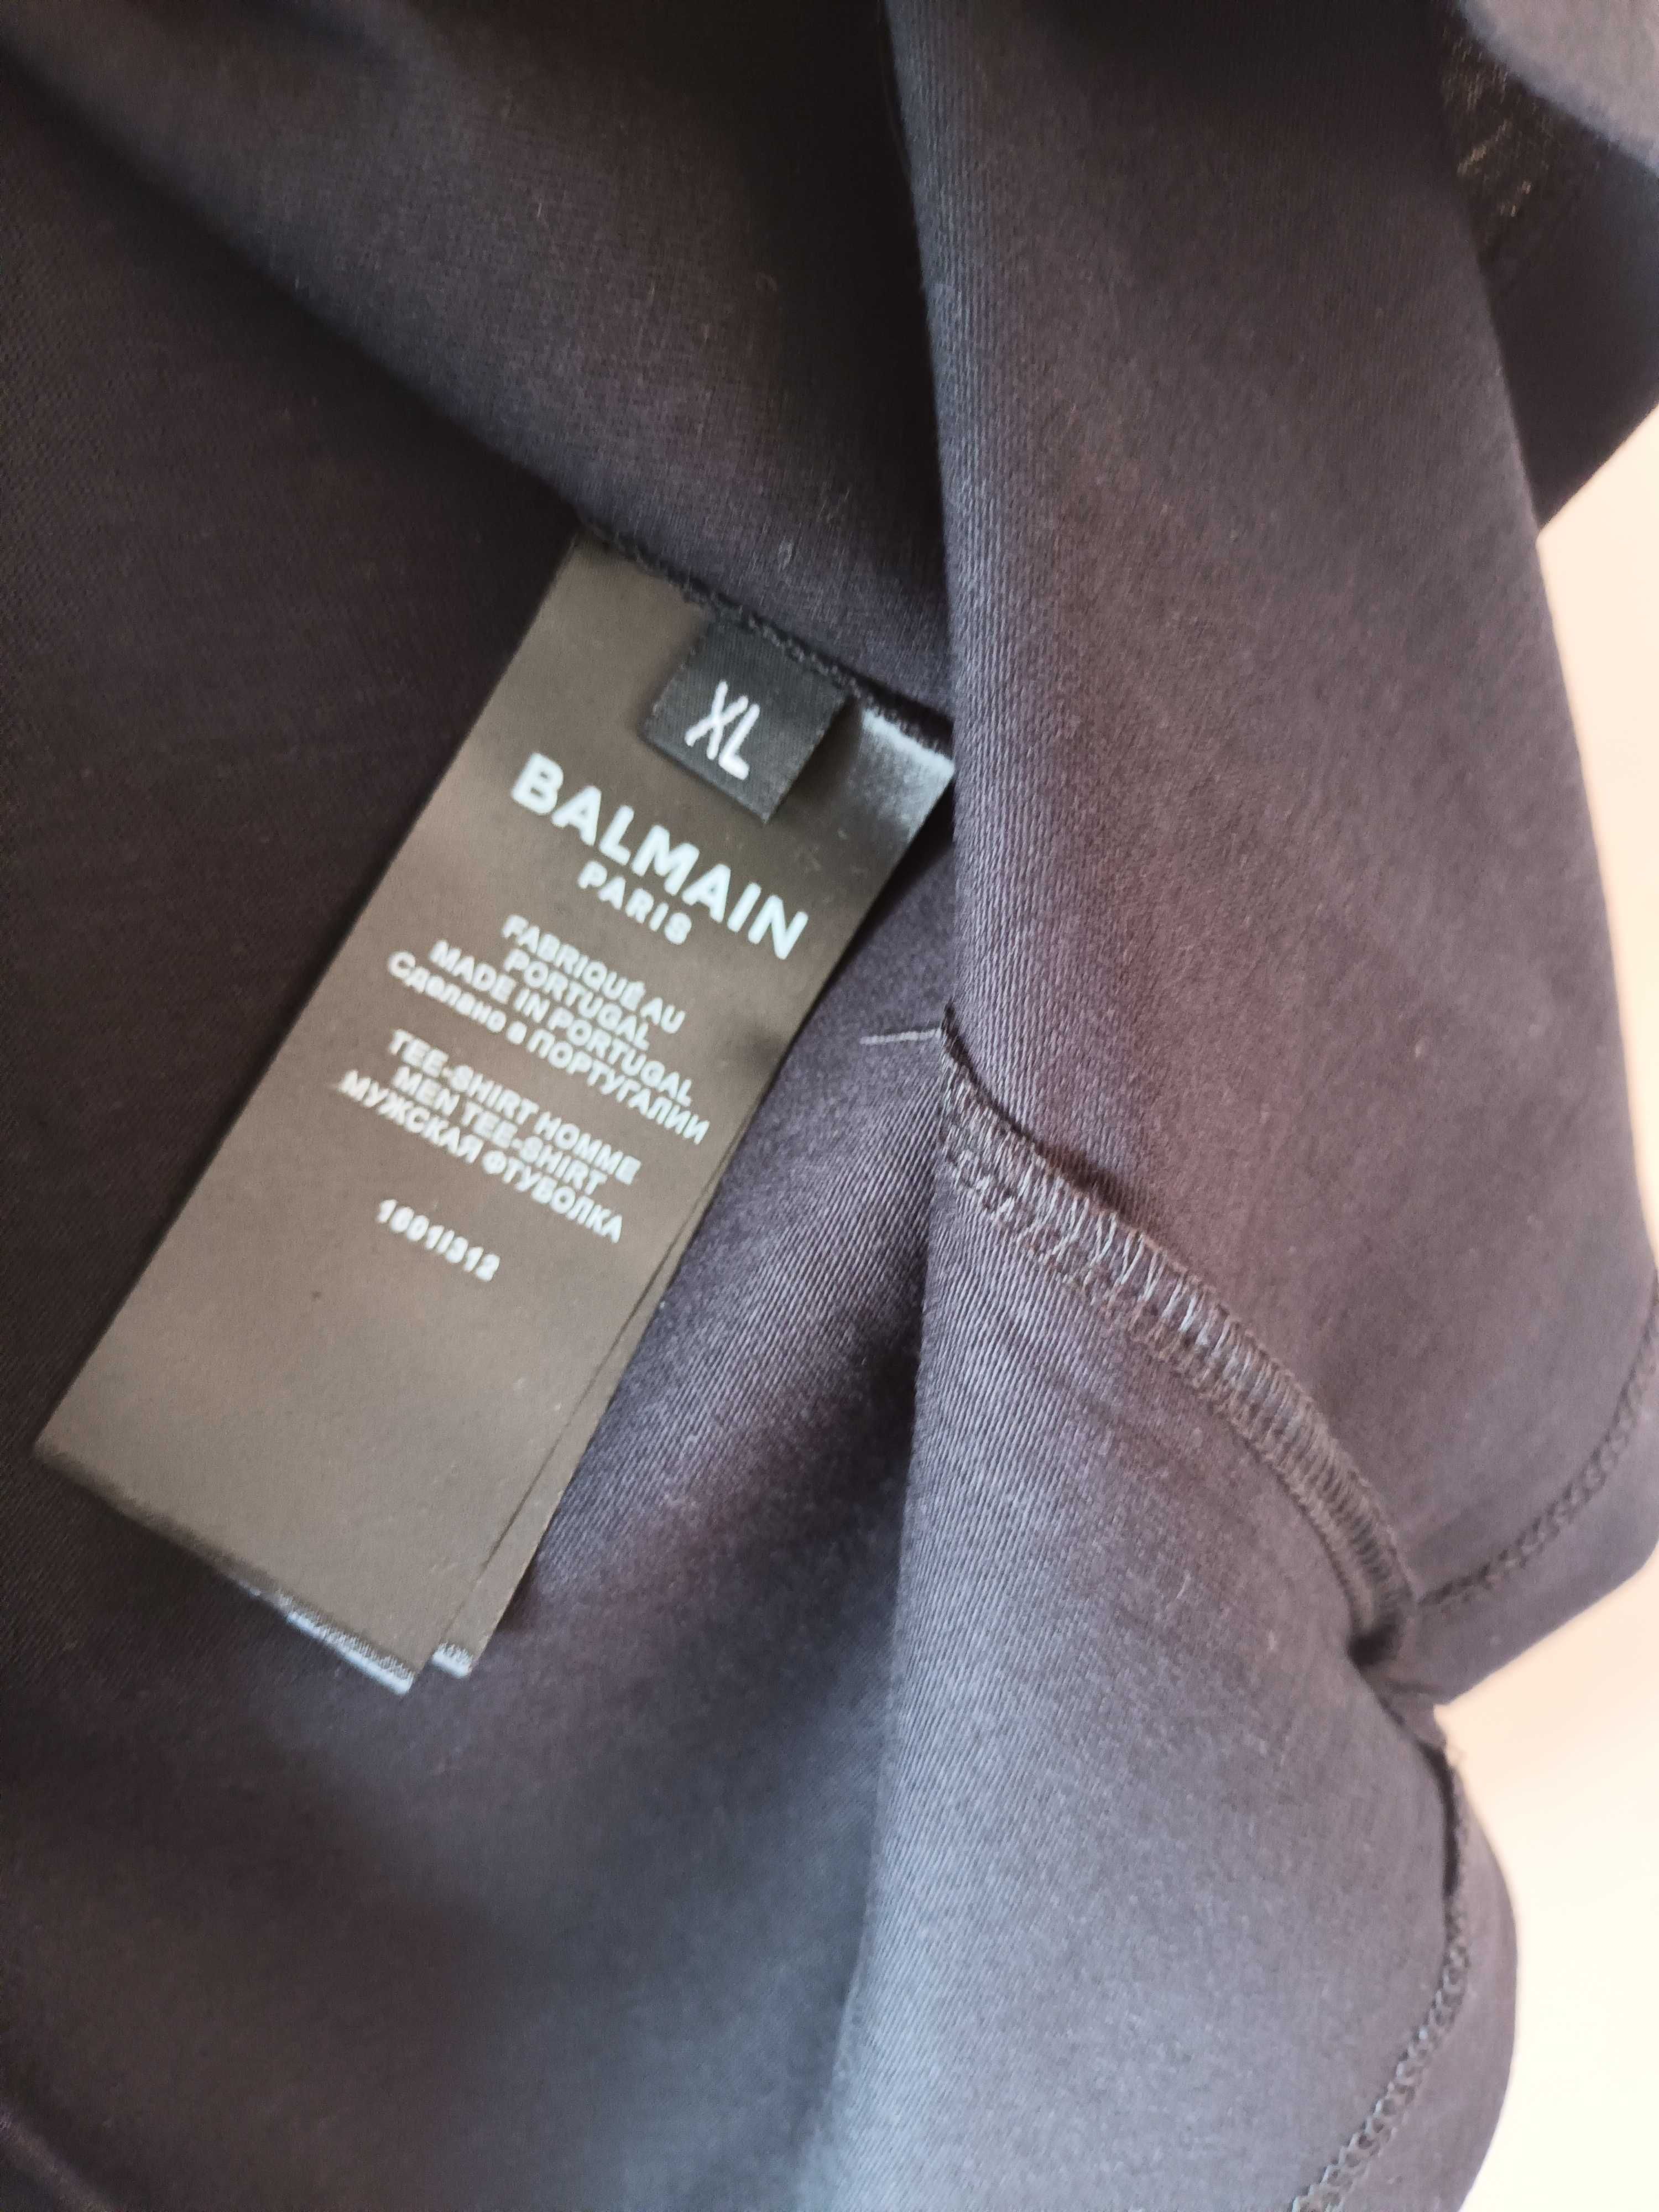 XL
BALMAIN
PARIS
FABRIQUÉ AU
PORTUGAL
MADE IN PORTUGAL
Сделано в ПОРТУГАЛИИ
TEE-SHIRT HOMME
MEN TEE-SHIRT
МУЖСКАЯ ФТУБОЛКА